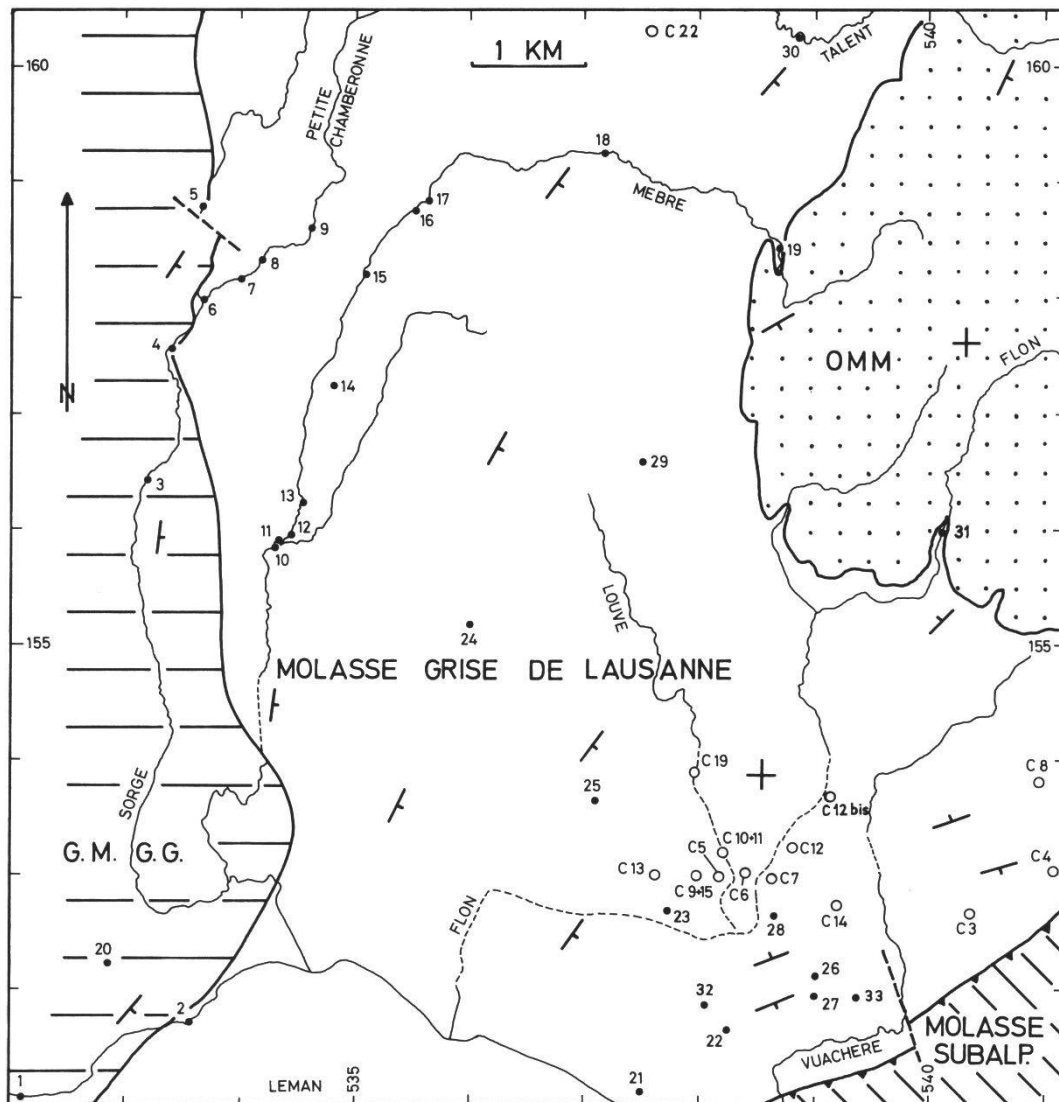 C 22
30
TALENT
540
160
160
1 KM
PETITE
CHAMBERONNE
18
MEBRE
5
17
16
9
19
8
15
7
6
4
OMM
FLON
N
14
29
3
13
12
11
10
31
LOUVE
24
155
155
MOLASSE GRISE DE LAUSANNE
C 19
C 8
SORGE
25
C 12 bis
C 10+11
C5
C12
C4
G. M. G. G.
C 13
C 9+15
C6
C7
C 14
C3
FLON
23
28
20
26
2
32
27
33
22
MOLASSE
SUBALP.
VUACHERE
1
LEMAN
535
21
540